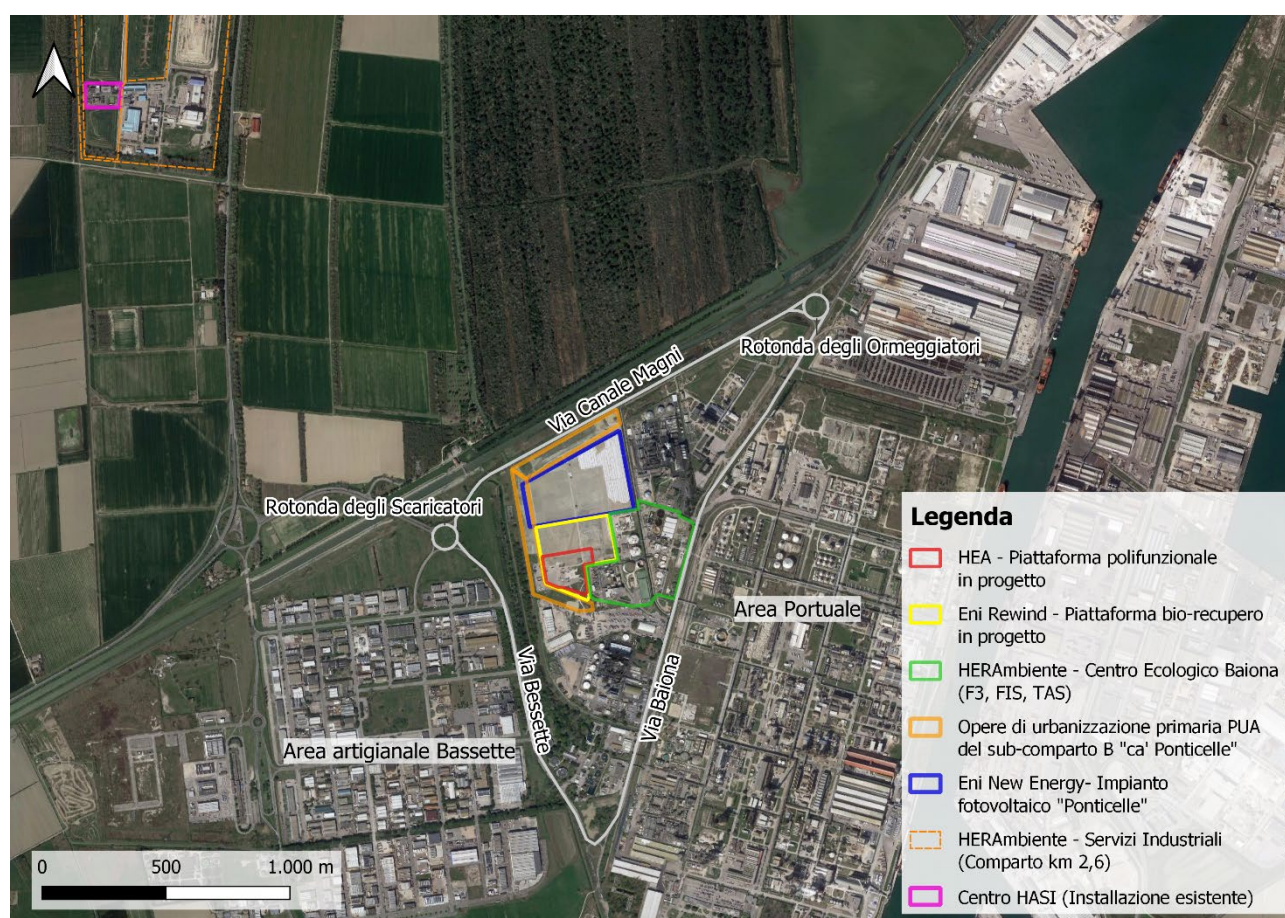 Via Canale Magni
Rotonda degli Ormeggiatori
Rotonda degli Scaricatori
Via Bessette
Via Baiona
Area Portuale
Area artigianale Bassette
Legenda
HEA - Piattaforma polifunzionale
in progetto
Eni Rewind - Piattaforma bio-recupero
in progetto
HERAmbiente - Centro Ecologico Baiona
(F3, FIS, TAS)
Opere di urbanizzazione primaria PUA
del sub-comparto B "ca' Ponticelle"
Eni New Energy- Impianto
fotovoltaico "Ponticelle"
HERAmbiente - Servizi Industriali
(Comparto km 2,6)
Centro HASI (Installazione esistente)
0 500 1.000 m